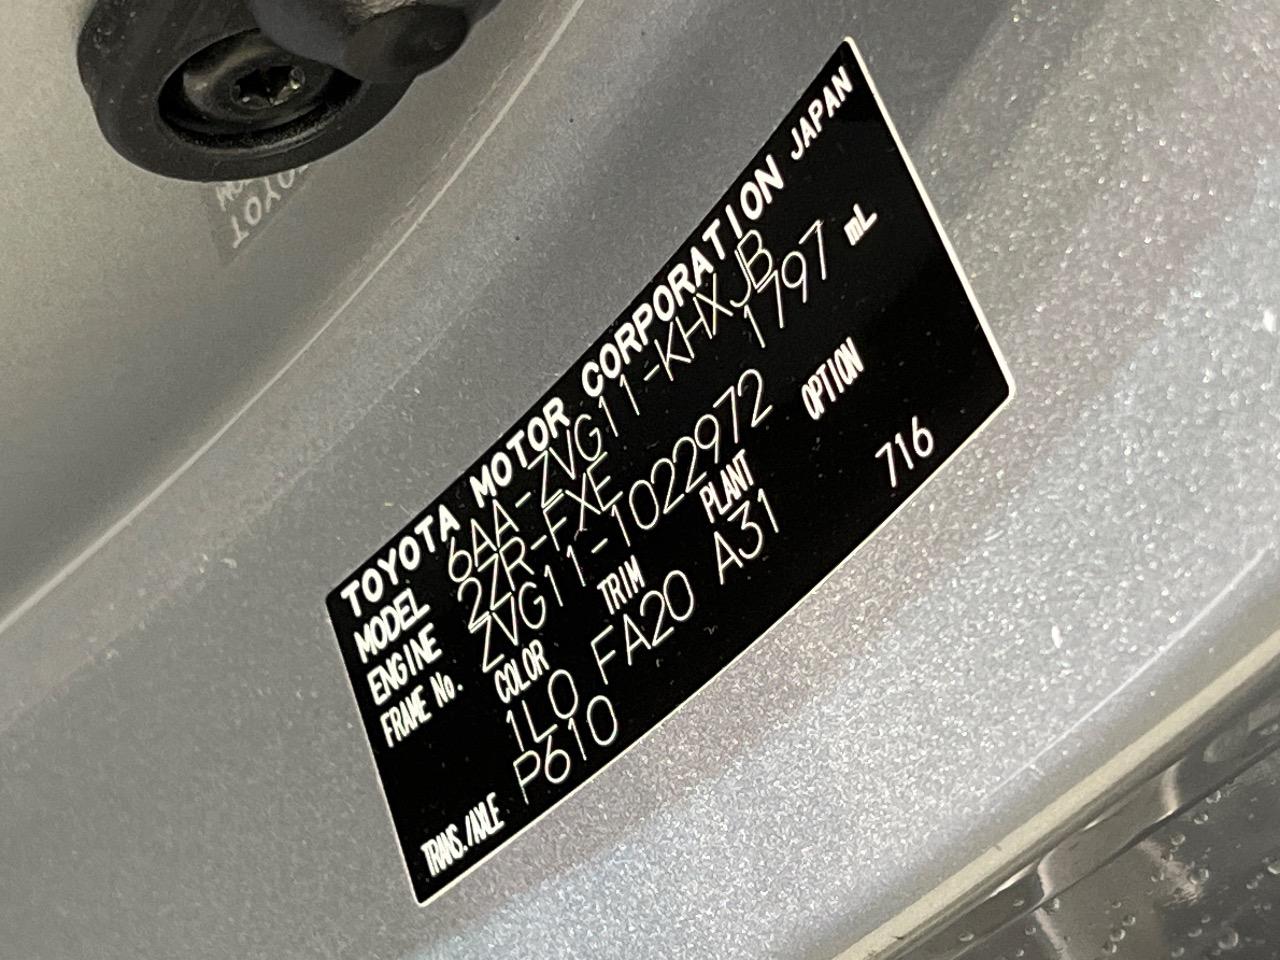 TOYOTA MOTOR CORPORATION JAPAN
MODEL 6AA-ZVG11-KHXJB
ENGINE 2ZR-FXE 1797 mL
FRAME No. ZVG11-1022972
COLOR TRIM PLANT OPTION
1L0 FA20 A31 716
TRANS./AXLE P610
TOYOT